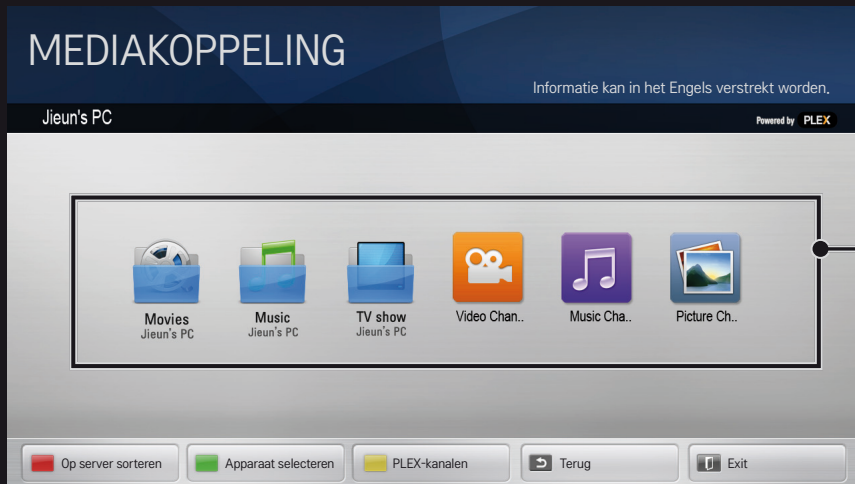 MEDIAKOPPELING
Informatie kan in het Engels verstrekt worden.
Jieun's PC
Powered by PLEX
Movies
Jieun's PC
Music
Jieun's PC
TV show
Jieun's PC
Video Chan..
Music Cha..
Picture Ch..
Op server sorteren
Apparaat selecteren
PLEX-kanalen
Terug
Exit